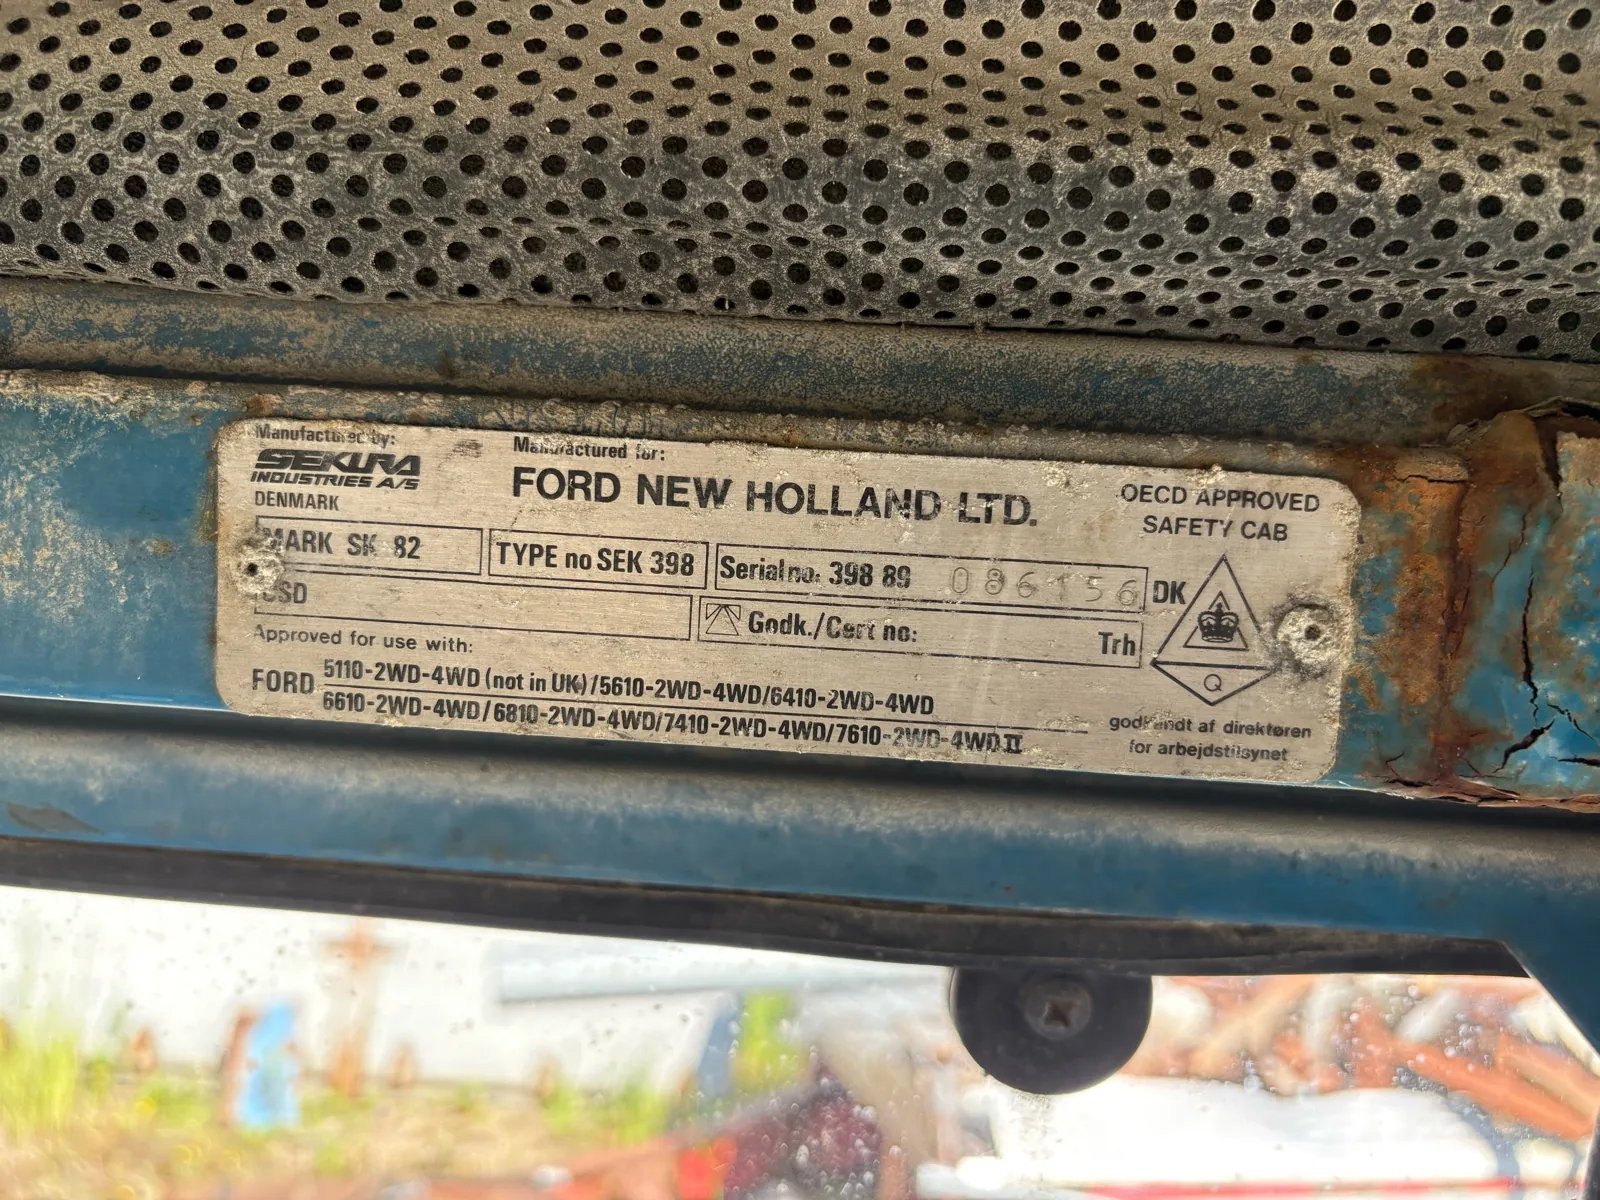 Manufactured by:
SEKURA
INDUSTRIES A/S
DENMARK
Manufactured for:
FORD NEW HOLLAND LTD.
OECD APPROVED
SAFETY CAB
MARK SK 82
TYPE no SEK 398
Serial no: 398 89 086156 DK
Godk./Cert no: Trh
Approved for use with:
FORD
5110-2WD-4WD (not in UK)/5610-2WD-4WD/6410-2WD-4WD
6610-2WD-4WD/6810-2WD-4WD/7410-2WD-4WD/7610-2WD-4WD II
Q
godkendt af direktøren
for arbejdstilsynet